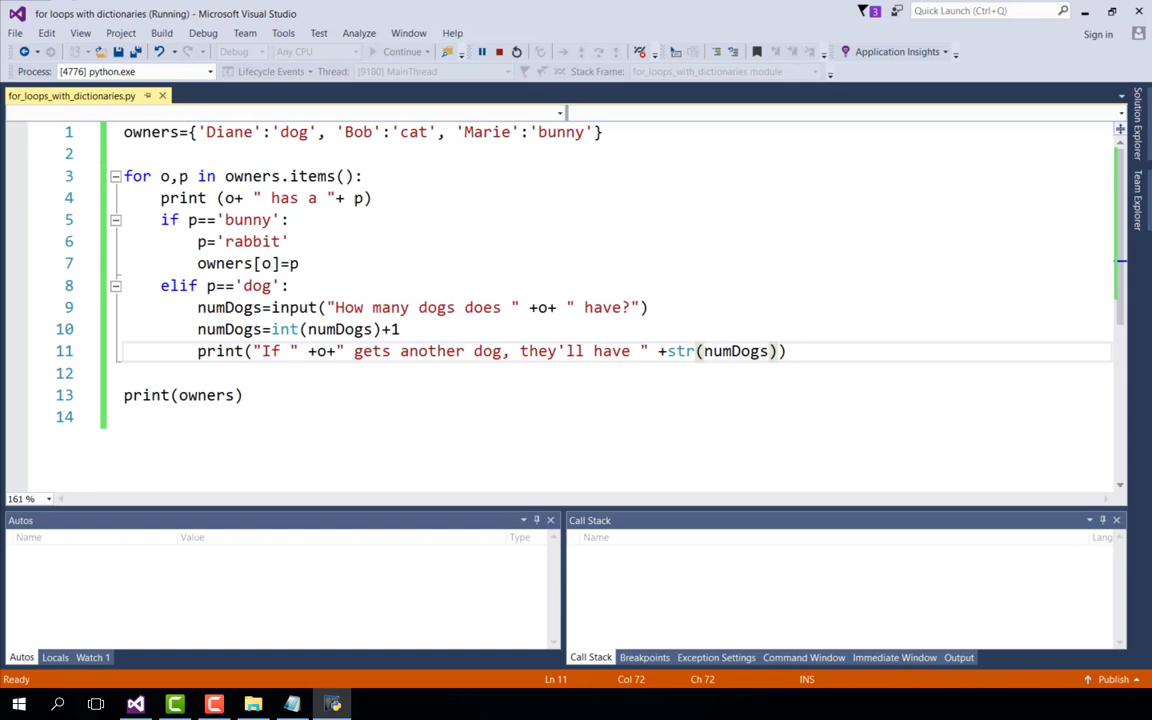 for loops with dictionaries (Running) - Microsoft Visual Studio
3
Quick Launch (Ctrl+Q)
File Edit View Project Build Debug Team Tools Test Analyze Window Help
Sign in
Debug Any CPU Continue Application Insights
Process: [4776] python.exe Lifecycle Events Thread: [9180] MainThread Stack Frame: for_loops_with_dictionaries module
for_loops_with_dictionaries.py
Solution Explorer
Team Explorer
1 owners={'Diane':'dog', 'Bob':'cat', 'Marie':'bunny'}
2
3 for o,p in owners.items():
4 print (o+ " has a "+ p)
5 if p=='bunny':
6 p='rabbit'
7 owners[o]=p
8 elif p=='dog':
9 numDogs=input("How many dogs does " +o+ " have?")
10 numDogs=int(numDogs)+1
11 print("If " +o+" gets another dog, they'll have " +str(numDogs))
12
13 print(owners)
14
161 %
Autos
Name Value Type
Call Stack
Name Lang
Autos Locals Watch 1
Call Stack Breakpoints Exception Settings Command Window Immediate Window Output
Ready Ln 11 Col 72 Ch 72 INS Publish